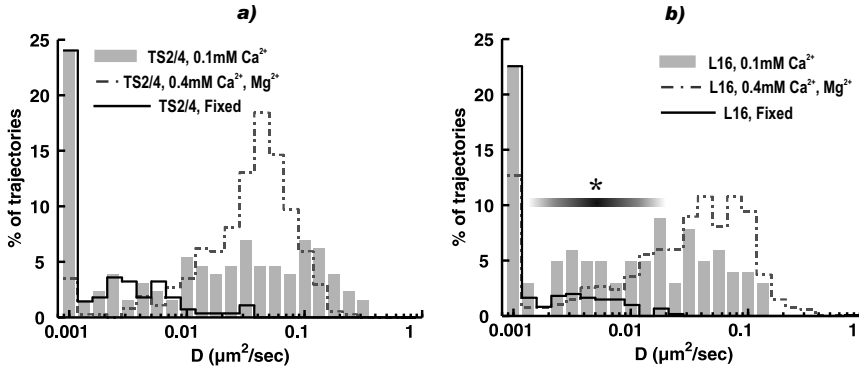 a)
% of trajectories
25
20
15
10
5
0
TS2/4, 0.1mM Ca²⁺
TS2/4, 0.4mM Ca²⁺, Mg²⁺
TS2/4, Fixed
0.001 0.01 0.1 1
D (μm²/sec)
b)
% of trajectories
25
20
15
10
5
0
L16, 0.1mM Ca²⁺
L16, 0.4mM Ca²⁺, Mg²⁺
L16, Fixed
*
0.001 0.01 0.1 1
D (μm²/sec)